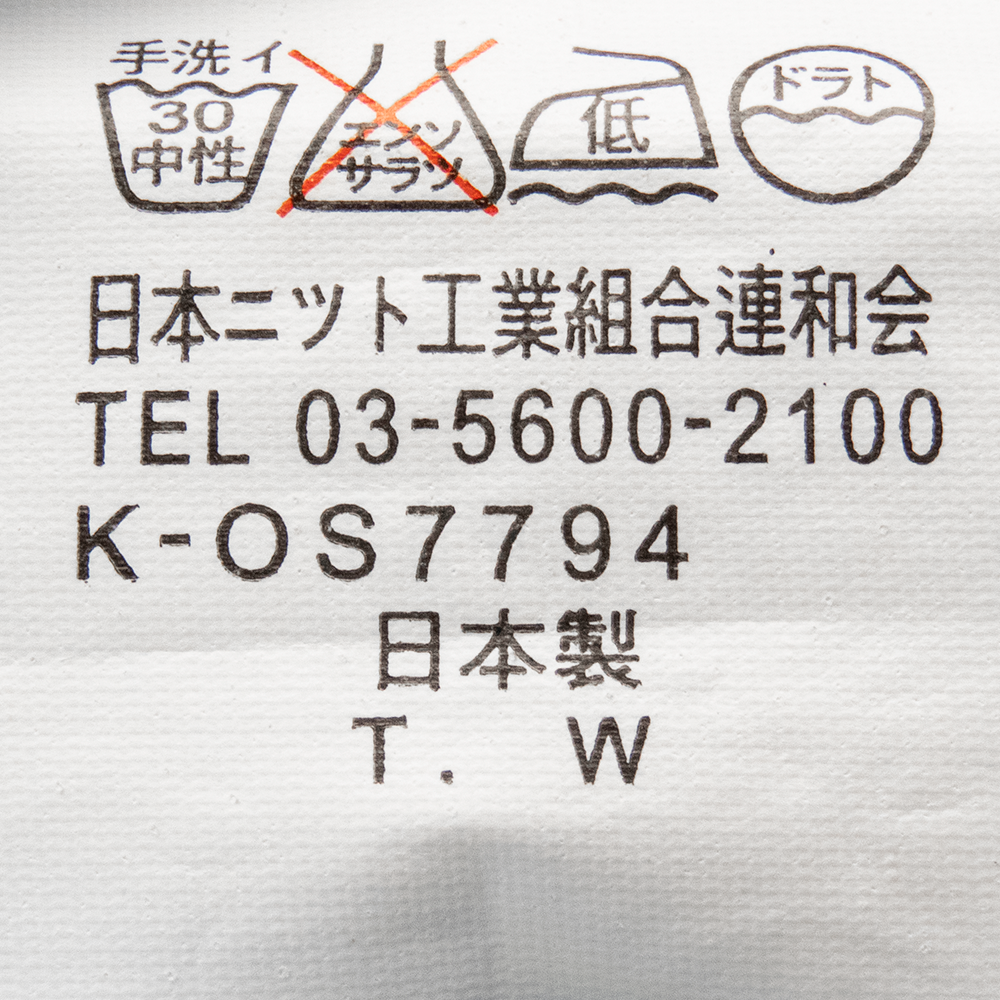 手洗イ
30
中性
エンソ
サラシ
低
ドライ
日本ニット工業組合連和会
TEL 03-5600-2100
K-OS7794
日本製
T. W